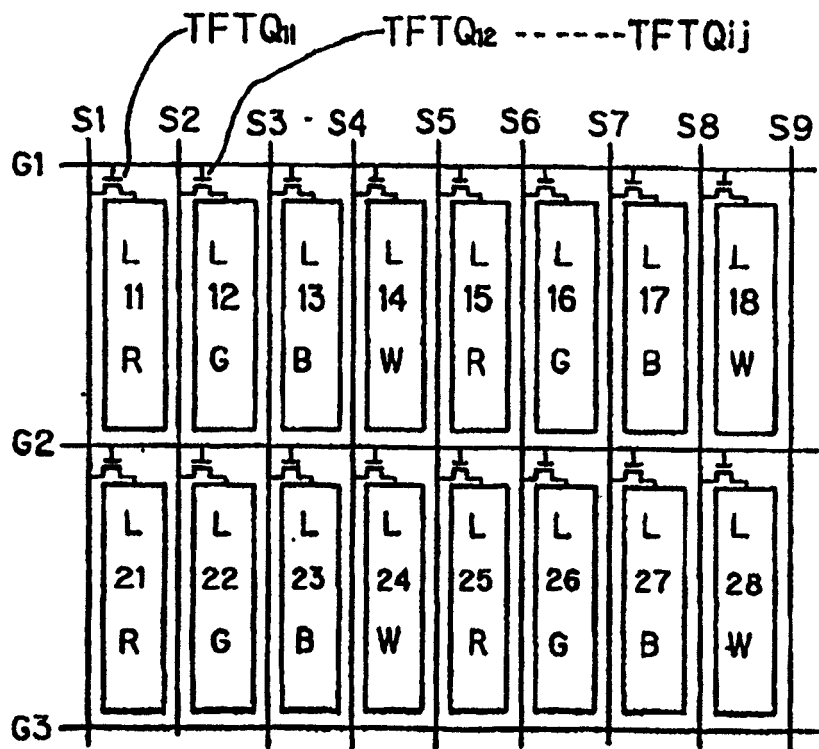 TFTQ11 TFTQ12 ------TFTQij
S1 S2 S3 S4 S5 S6 S7 S8 S9
G1
L L L L L L L L
11 12 13 14 15 16 17 18
R G B W R G B W
G2
L L L L L L L L
21 22 23 24 25 26 27 28
R G B W R G B W
G3